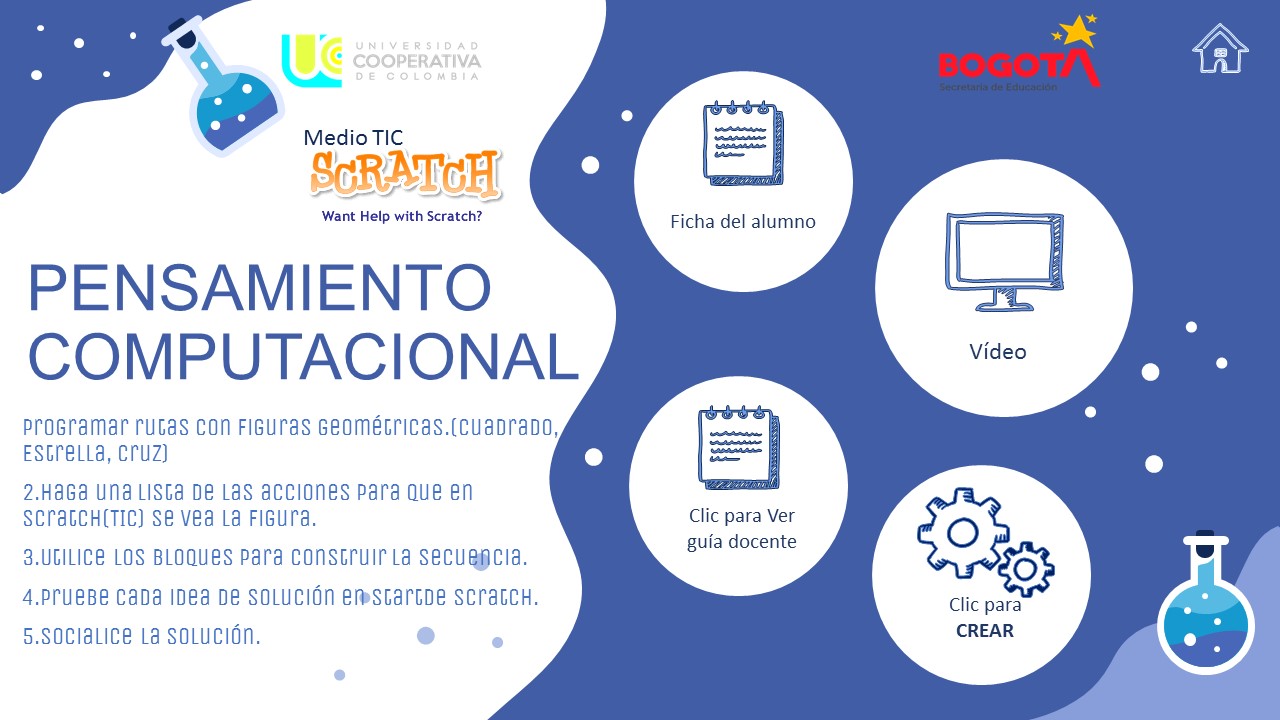 UNIVERSIDAD
COOPERATIVA
DE COLOMBIA
BOGOTÁ
Secretaría de Educación
Medio TIC
SCRATCH
Want Help with Scratch?
PENSAMIENTO
COMPUTACIONAL
Programar rutas con figuras geométricas.(cuadrado,
Estrella, cruz)
2.Haga una lista de las acciones para que en
scratch(TIC) se vea la figura.
3.Utilice los bloques para construir la secuencia.
4.Pruebe cada idea de solución en startde Scratch.
5.Socialice la solución.
Ficha del alumno
Vídeo
Clic para Ver
guía docente
Clic para
CREAR